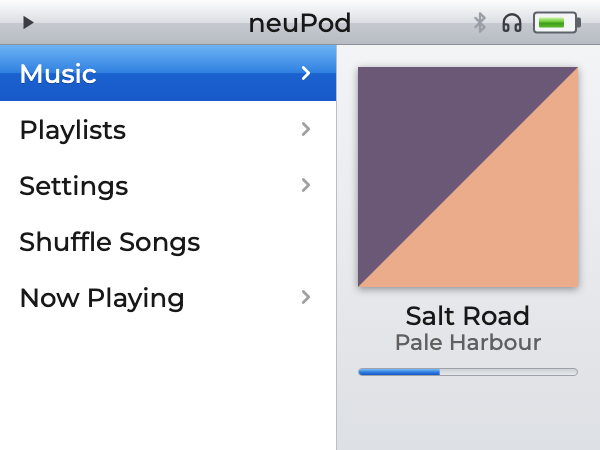 neuPod
Music
Playlists
Settings
Shuffle Songs
Now Playing
Salt Road
Pale Harbour